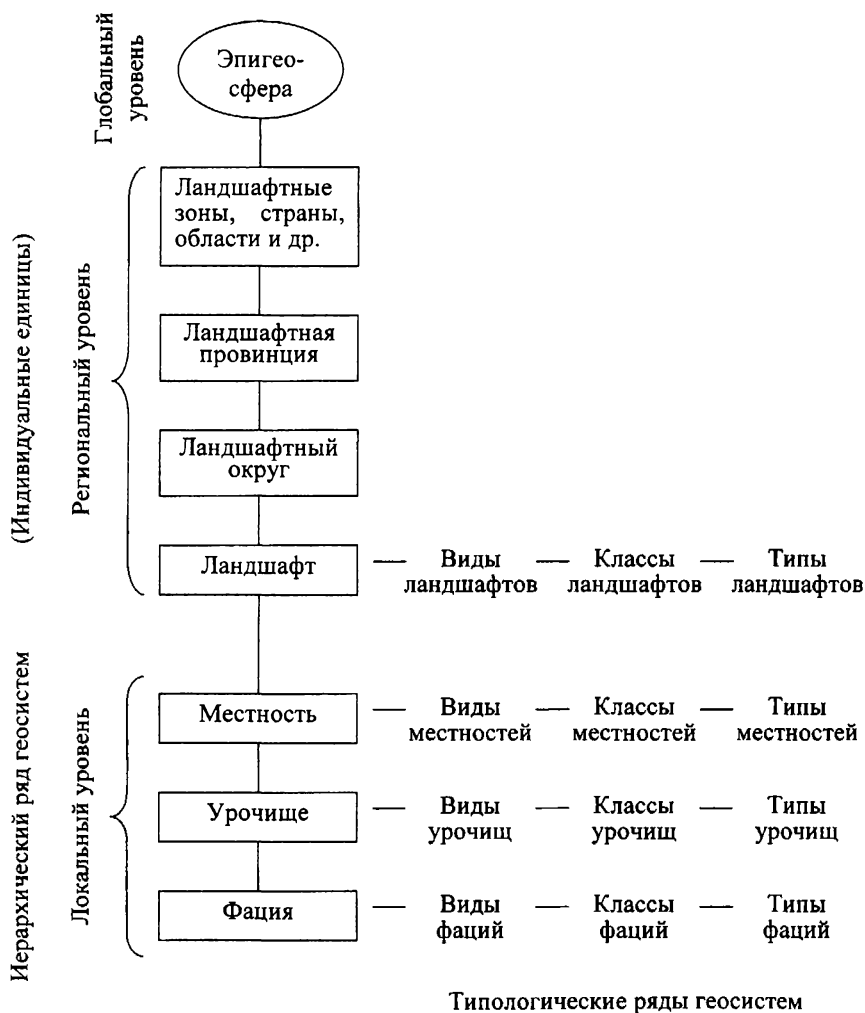 Глобальный
уровень
Эпигео-
сфера
(Индивидуальные единицы)
Региональный уровень
Ландшафтные
зоны, страны,
области и др.
Ландшафтная
провинция
Ландшафтный
округ
Ландшафт — Виды — Классы — Типы
ландшафтов ландшафтов ландшафтов
Иерархический ряд геосистем
Локальный уровень
Местность — Виды — Классы — Типы
местностей местностей местностей
Урочище — Виды — Классы — Типы
урочищ урочищ урочищ
Фация — Виды — Классы — Типы
фаций фаций фаций
Типологические ряды геосистем